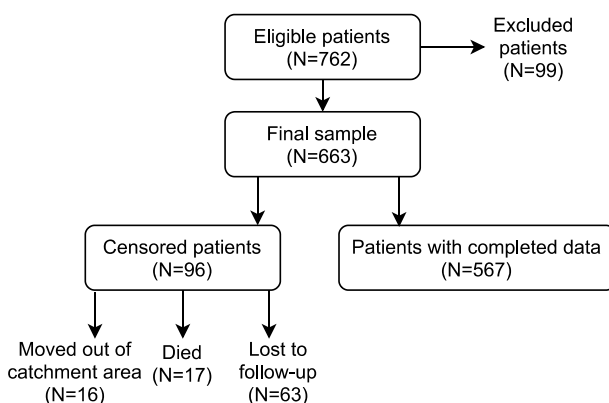 Eligible patients
(N=762)
Excluded
patients
(N=99)
Final sample
(N=663)
Censored patients
(N=96)
Patients with completed data
(N=567)
Moved out of
catchment area
(N=16)
Died
(N=17)
Lost to
follow-up
(N=63)